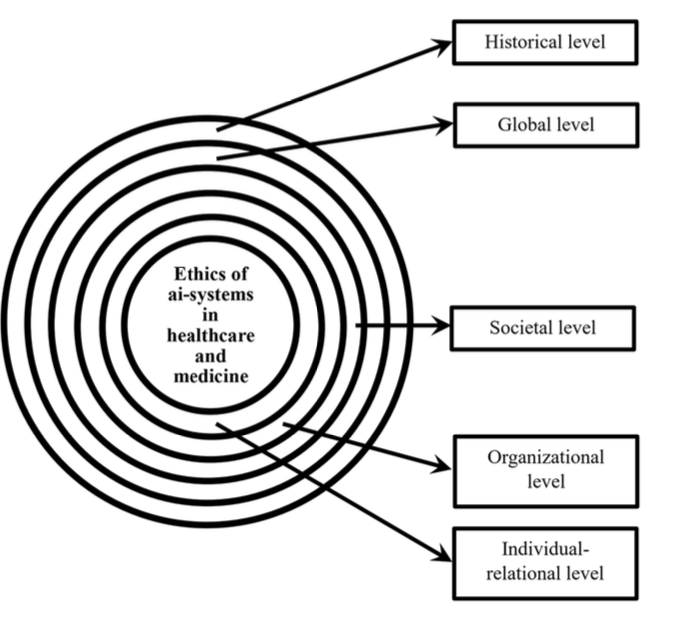 Historical level
Global level
Ethics of
ai-systems
in
healthcare
and
medicine
Societal level
Organizational
level
Individual-
relational level